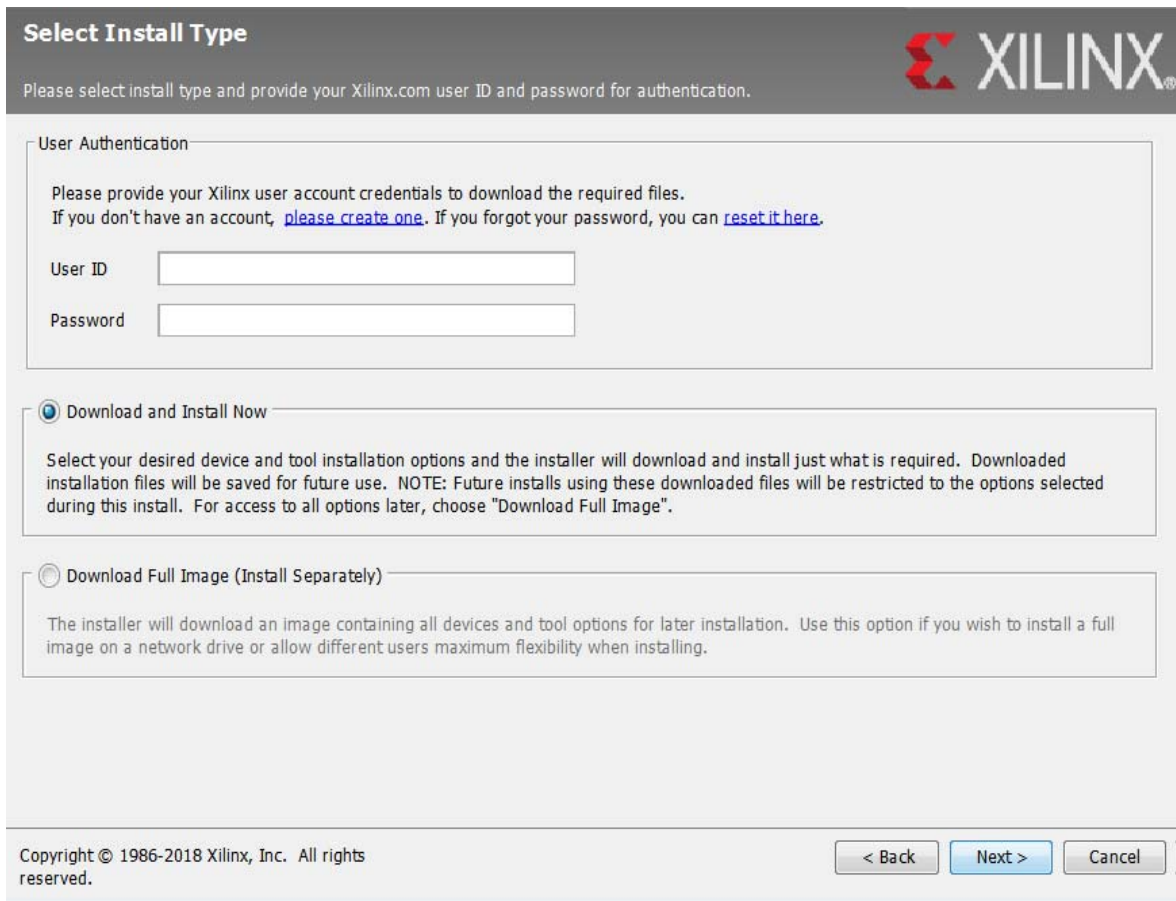 Select Install Type
XILINX®
Please select install type and provide your Xilinx.com user ID and password for authentication.
User Authentication
Please provide your Xilinx user account credentials to download the required files.
If you don't have an account, please create one. If you forgot your password, you can reset it here.
User ID
Password
Download and Install Now
Select your desired device and tool installation options and the installer will download and install just what is required. Downloaded
installation files will be saved for future use. NOTE: Future installs using these downloaded files will be restricted to the options selected
during this install. For access to all options later, choose "Download Full Image".
Download Full Image (Install Separately)
The installer will download an image containing all devices and tool options for later installation. Use this option if you wish to install a full
image on a network drive or allow different users maximum flexibility when installing.
Copyright © 1986-2018 Xilinx, Inc. All rights
reserved.
< Back Next > Cancel